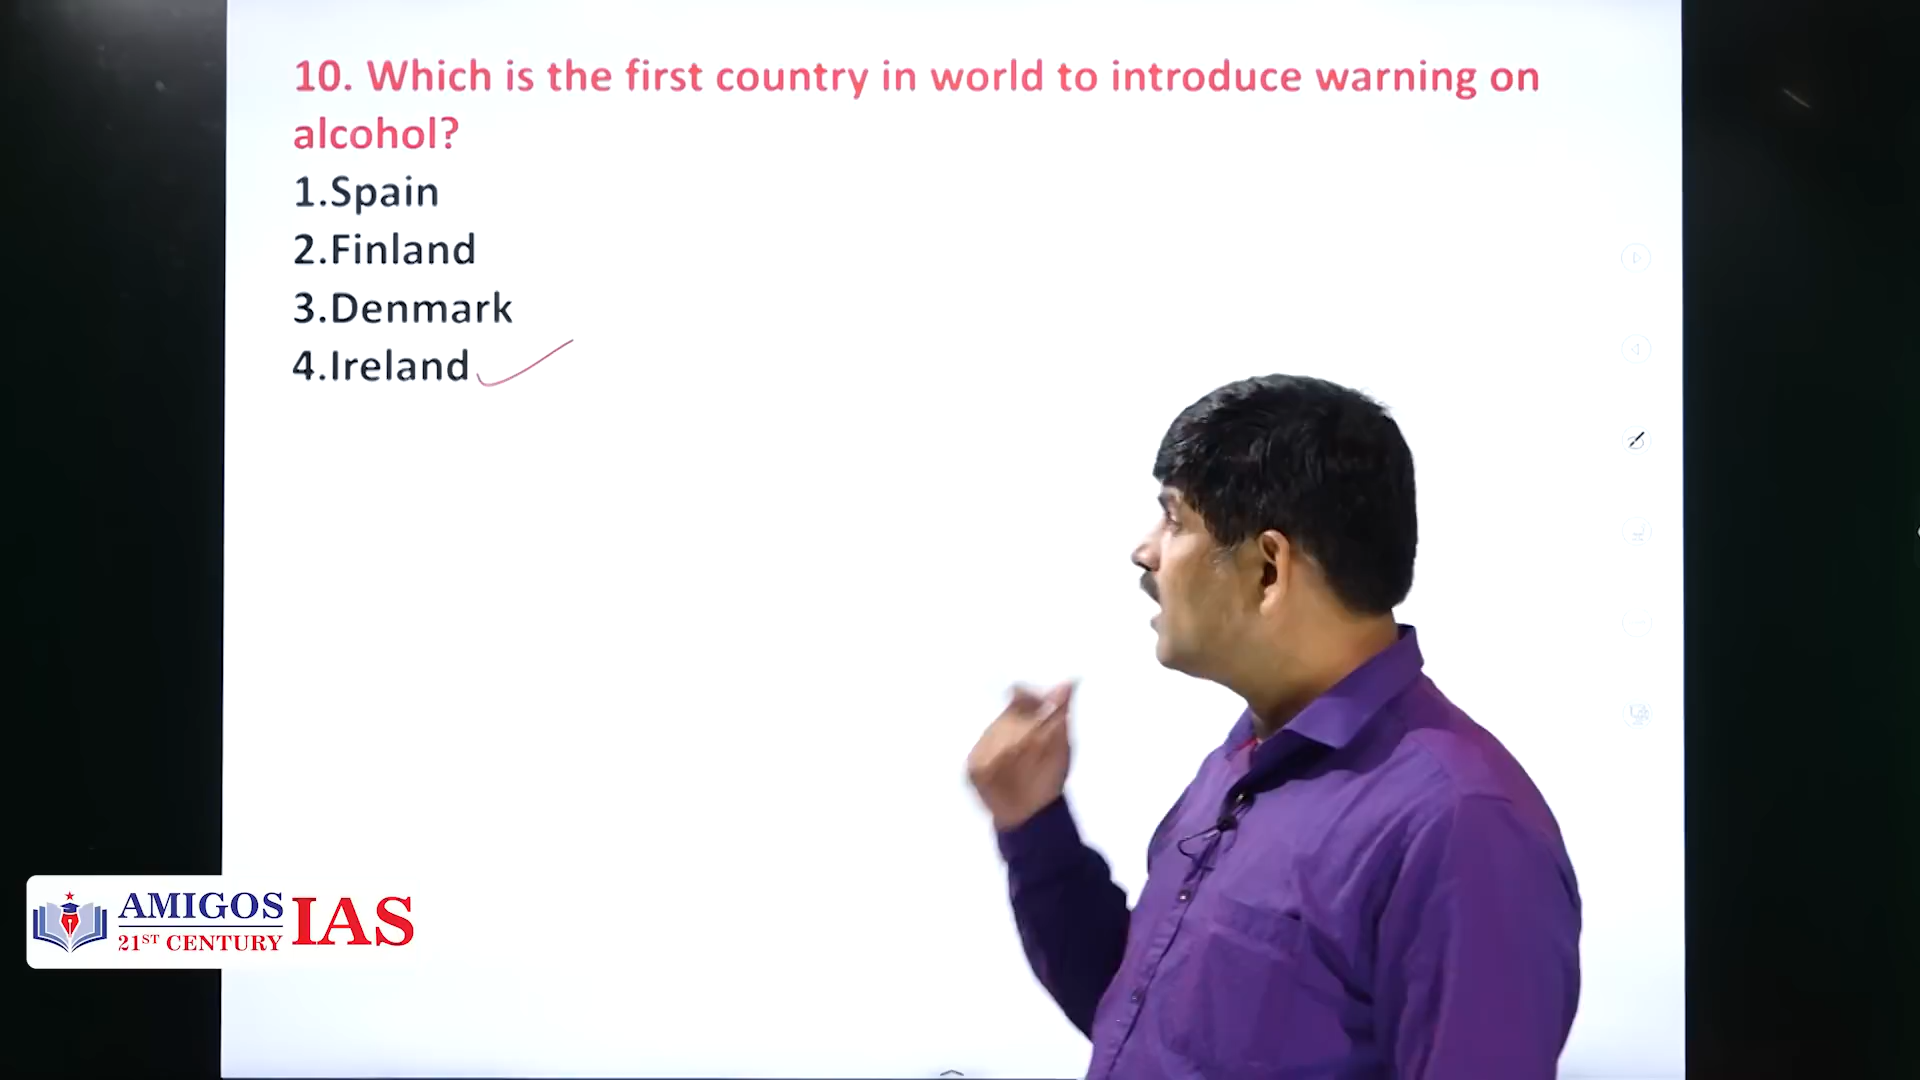 10. Which is the first country in world to introduce warning on
alcohol?
1.Spain
2.Finland
3.Denmark
4.Ireland
AMIGOS
21ST CENTURY
IAS